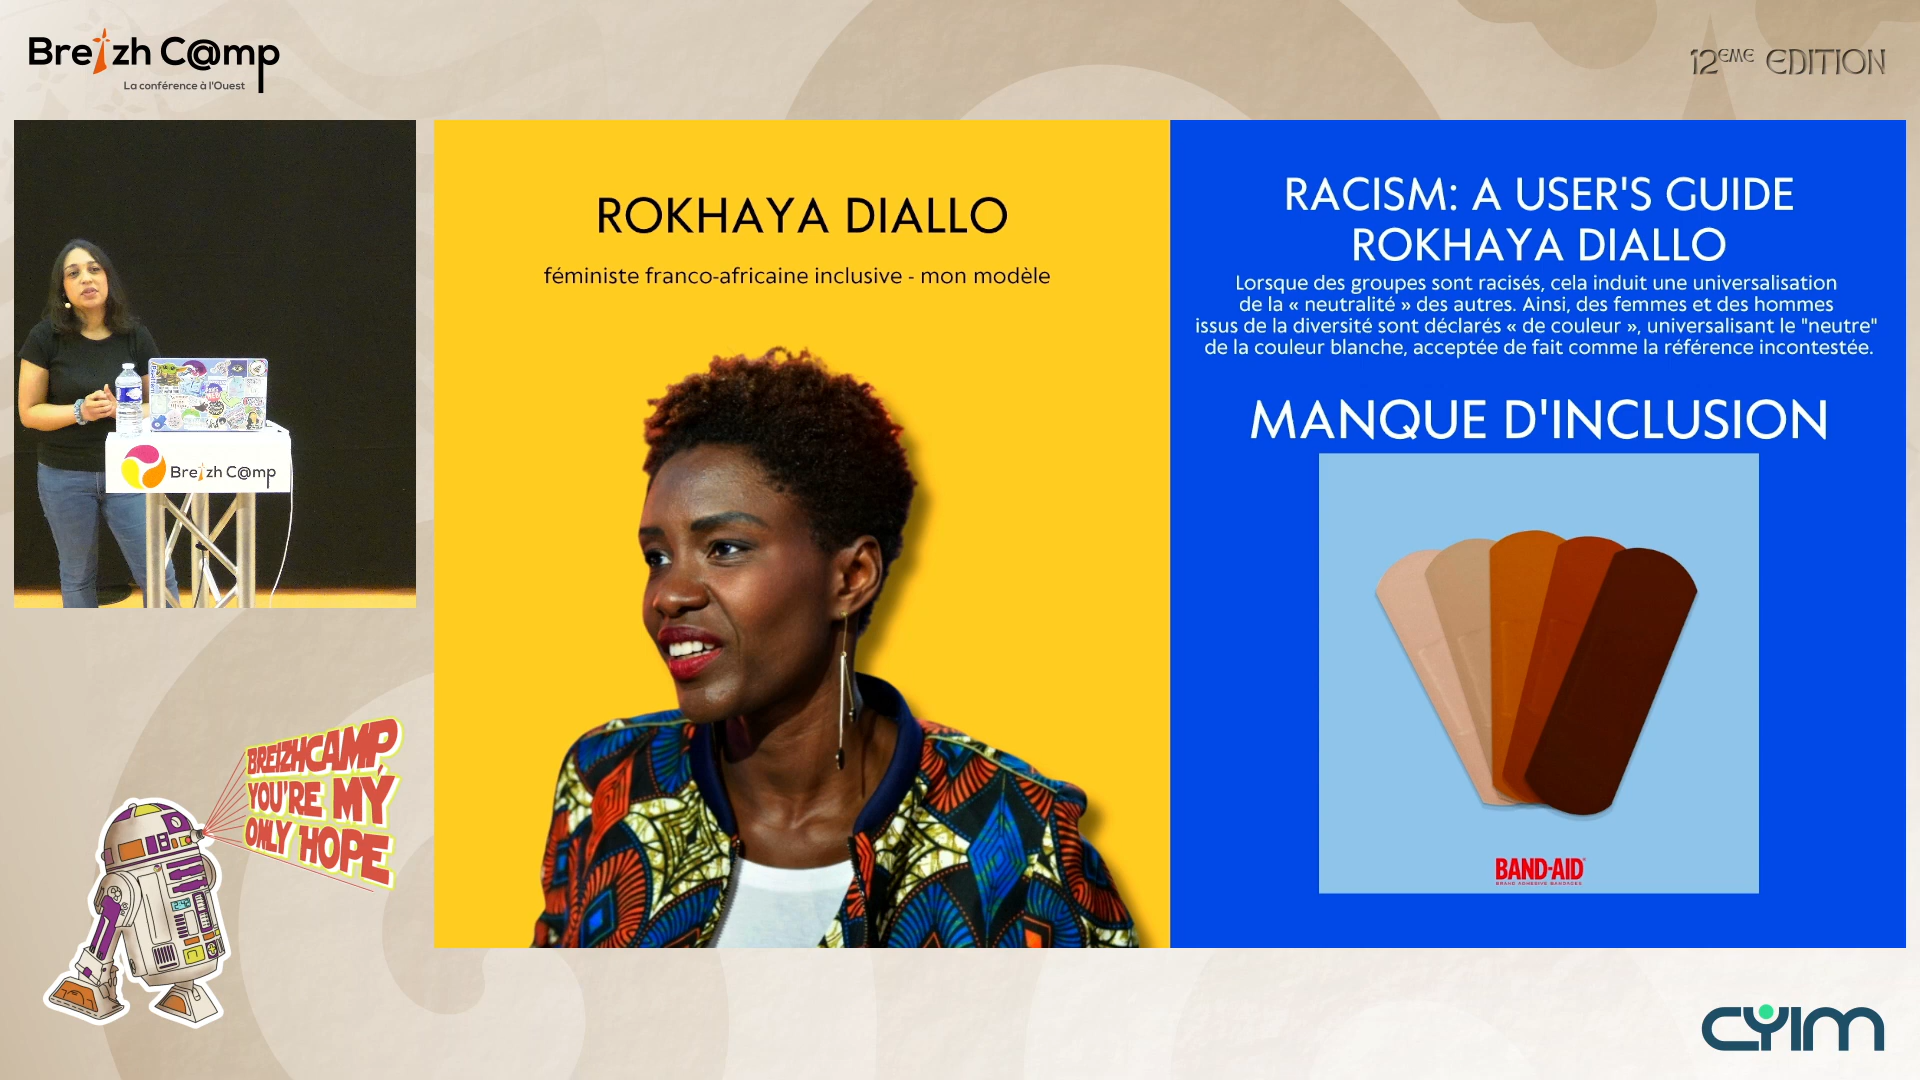 Breizh C@mp
La conférence à l'Ouest
12ÈME EDITION
ROKHAYA DIALLO
féministe franco-africaine inclusive - mon modèle
RACISM: A USER'S GUIDE
ROKHAYA DIALLO
Lorsque des groupes sont racisés, cela induit une universalisation
de la « neutralité » des autres. Ainsi, des femmes et des hommes
issus de la diversité sont déclarés « de couleur », universalisant le "neutre"
de la couleur blanche, acceptée de fait comme la référence incontestée.
MANQUE D'INCLUSION
BAND-AID
BRAND ADHESIVE BANDAGES
Breizh C@mp
BREIZHCAMP,
YOU'RE MY
ONLY HOPE
CYIM